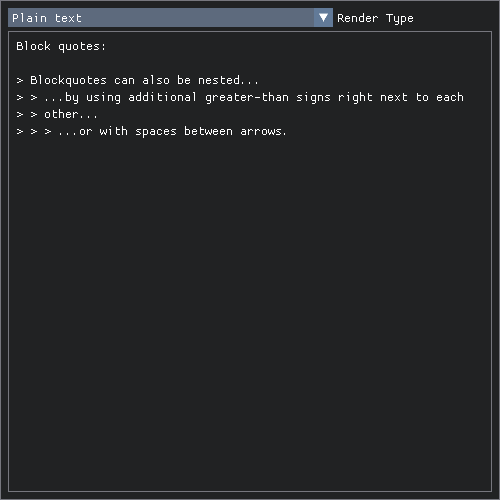 Plain text
Render Type
Block quotes:
> Blockquotes can also be nested...
> > ...by using additional greater-than signs right next to each
> > other...
> > > ...or with spaces between arrows.